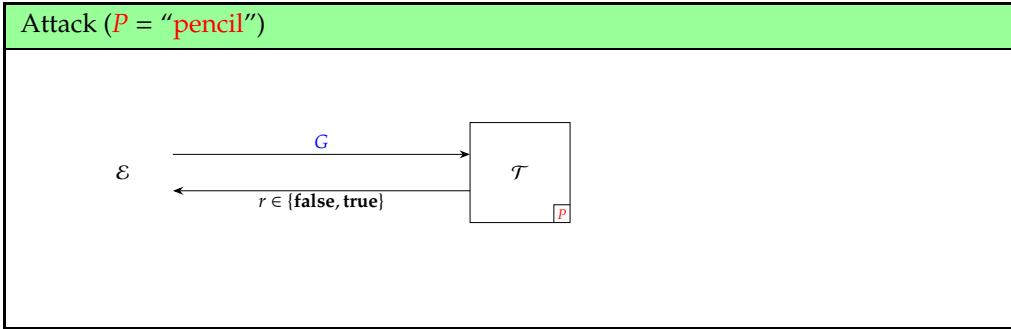 Attack (P = “pencil”)
G
ℰ
𝒯
r ∈ {false, true}
P